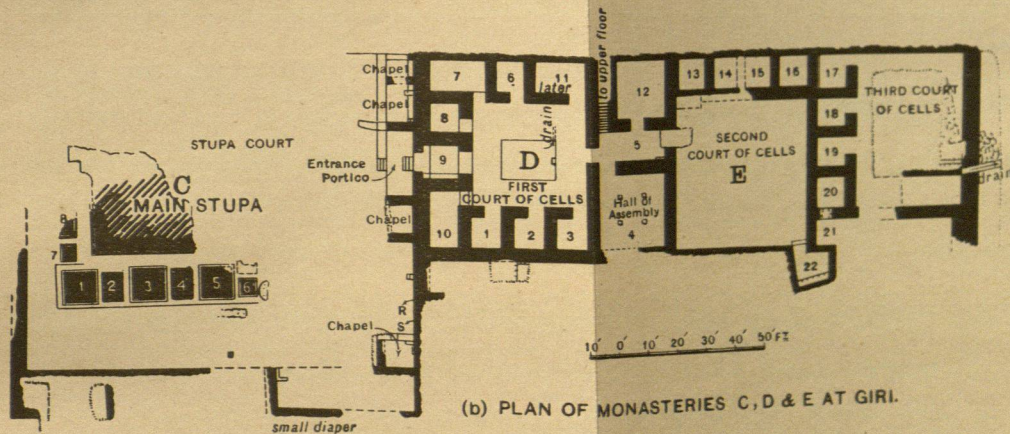 to upper floor
Chapel
Chapel
7
6
11
later
13
14
15
16
17
12
THIRD COURT
OF CELLS
8
drain
18
STUPA COURT
5
SECOND
COURT OF CELLS
E
Entrance
Portico
9
D
FIRST
COURT OF CELLS
19
C
MAIN STUPA
drain
20
Hall of
Assembly
4
8
Chapel
10
1
2
3
21
7
22
1
2
3
4
5
6
R
S
Chapel
10' 0' 10' 20' 30' 40' 50' FT
(b) PLAN OF MONASTERIES C, D & E AT GIRI.
small diaper